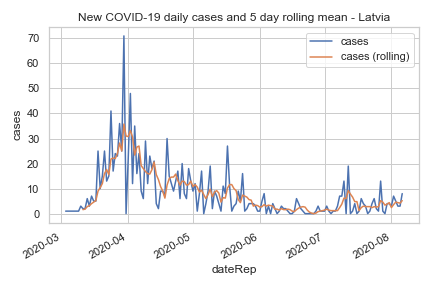 New COVID-19 daily cases and 5 day rolling mean - Latvia
cases
cases (rolling)
70
60
50
40
30
20
10
0
cases
2020-03
2020-04
2020-05
2020-06
2020-07
2020-08
dateRep